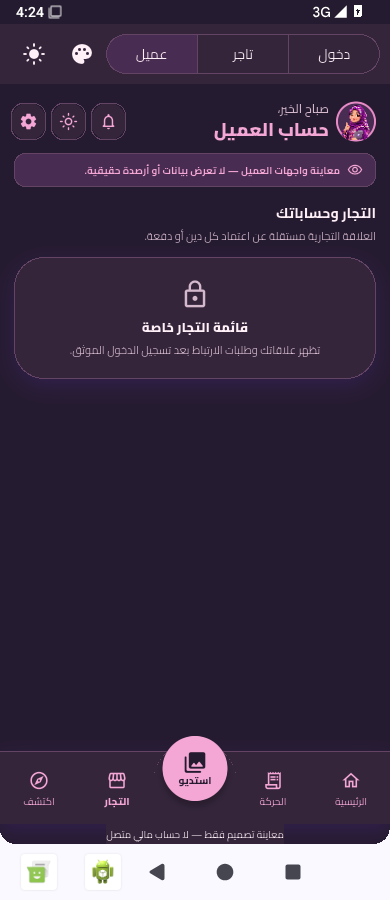 4:24 3G
دخول
تاجر
عميل
صباح الخير،
حساب العميل
معاينة واجهات العميل — لا تعرض بيانات أو أرصدة حقيقية.
التجار وحساباتك
العلاقة التجارية مستقلة عن اعتماد كل دين أو دفعة.
قائمة التجار خاصة
تظهر علاقاتك وطلبات الارتباط بعد تسجيل الدخول الموثق.
الرئيسية
الحركة
استديو
التجار
اكتشف
معاينة تصميم فقط — لا حساب مالي متصل